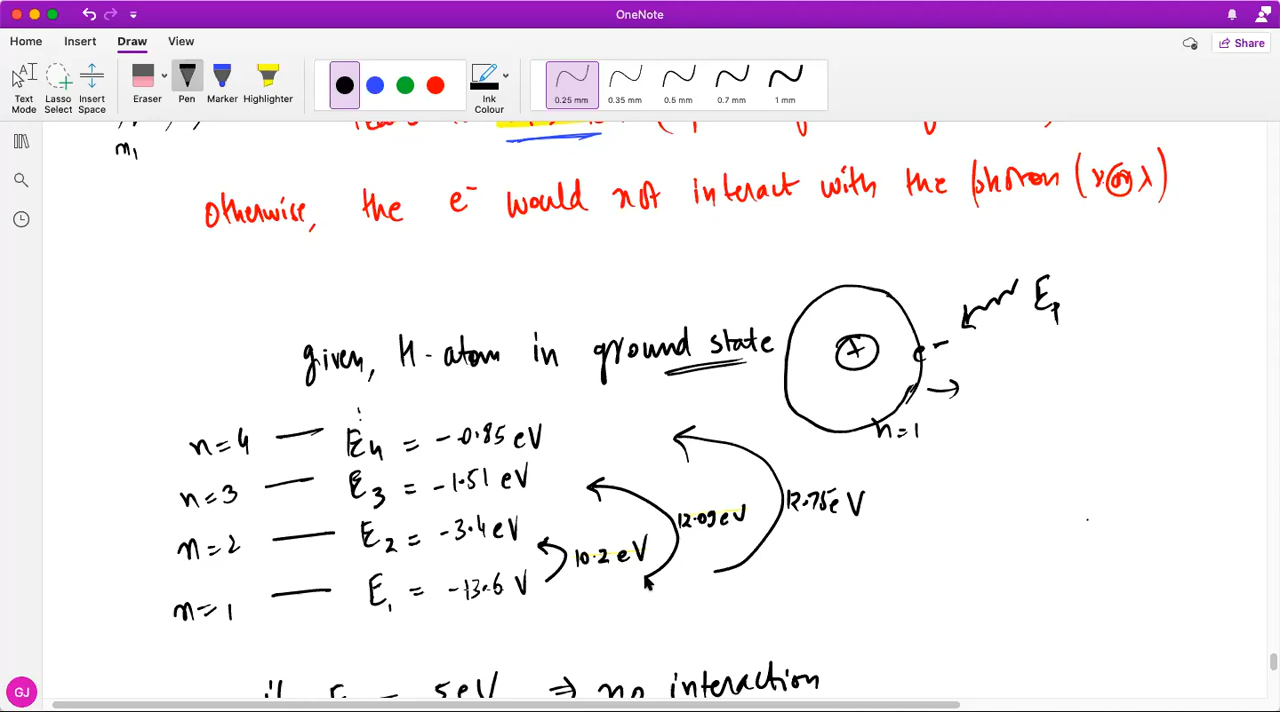 OneNote
Home Insert Draw View
Share
Text Mode
Lasso Select
Insert Space
Eraser
Pen
Marker
Highlighter
Ink Colour
0.25 mm
0.35 mm
0.5 mm
0.7 mm
1 mm
m₁
otherwise, the e⁻ would not interact with the photon (ν or λ)
given, H-atom in ground state
+ e⁻
n=1
n=4 — E₄ = -0.85 eV
n=3 — E₃ = -1.51 eV
n=2 — E₂ = -3.4 eV
n=1 — E₁ = -13.6 V
10.2 eV
12.09 eV
12.75 eV
5eV ⇒ no interaction
GJ